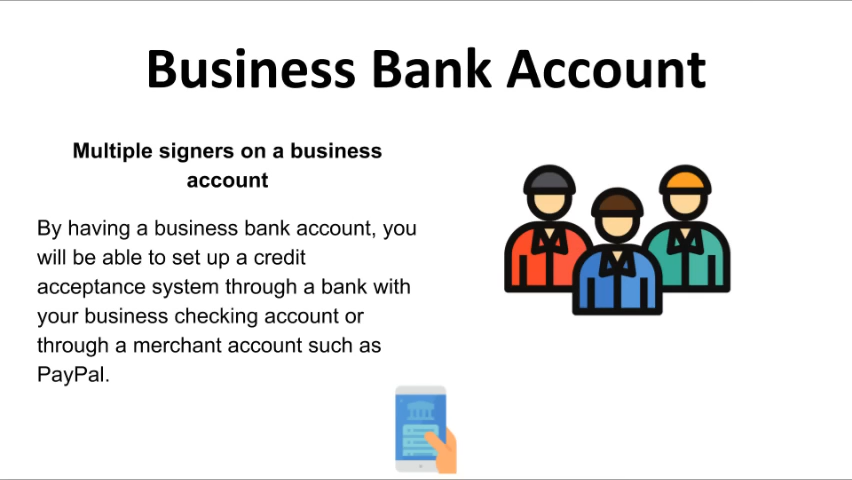 Business Bank Account
Multiple signers on a business
account
By having a business bank account, you
will be able to set up a credit
acceptance system through a bank with
your business checking account or
through a merchant account such as
PayPal.